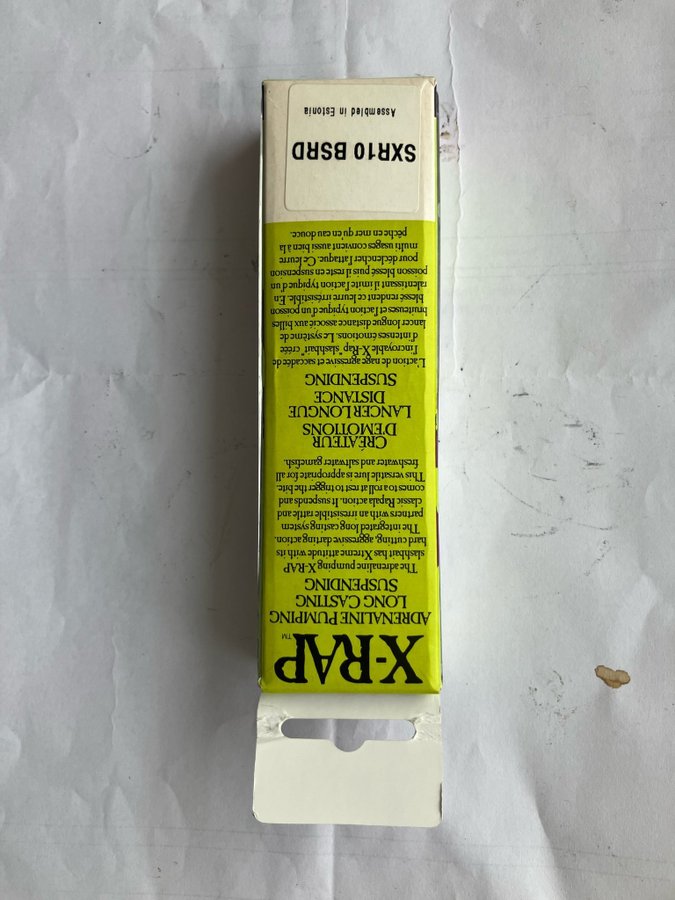 X-RAP™
ADRENALINE PUMPING
LONG CASTING
SUSPENDING
The adrenaline pumping X-RAP
slashbait has Xtreme attitude with its
hard cutting, aggressive darting action.
The integrated long casting system
partners with an irresistible rattle and
classic Rapala action. It suspends and
comes to a roll at rest to trigger the bite.
This versatile lure is appropriate for all
freshwater and saltwater gamefish.
CRÉATEUR
D'EMOTIONS
LANCER LONGUE
DISTANCE
SUSPENDING
L'action de nage agressive et saccadée de
l'incroyable X-Rap "slashbait" créée
d'intenses émotions. Le système de
lancer longue distance associé aux billes
bruiteuses et l'action typique d'un poisson
blessé rendent ce leurre irrésistible. En
ralentissant il imite l'action typique d'un
poisson blessé puis il reste en suspension
pour déclencher l'attaque. Ce leurre
multi usages convient aussi bien à la
pêche en mer qu'en eau douce.
SXR10 BSRD
Assembled in Estonia